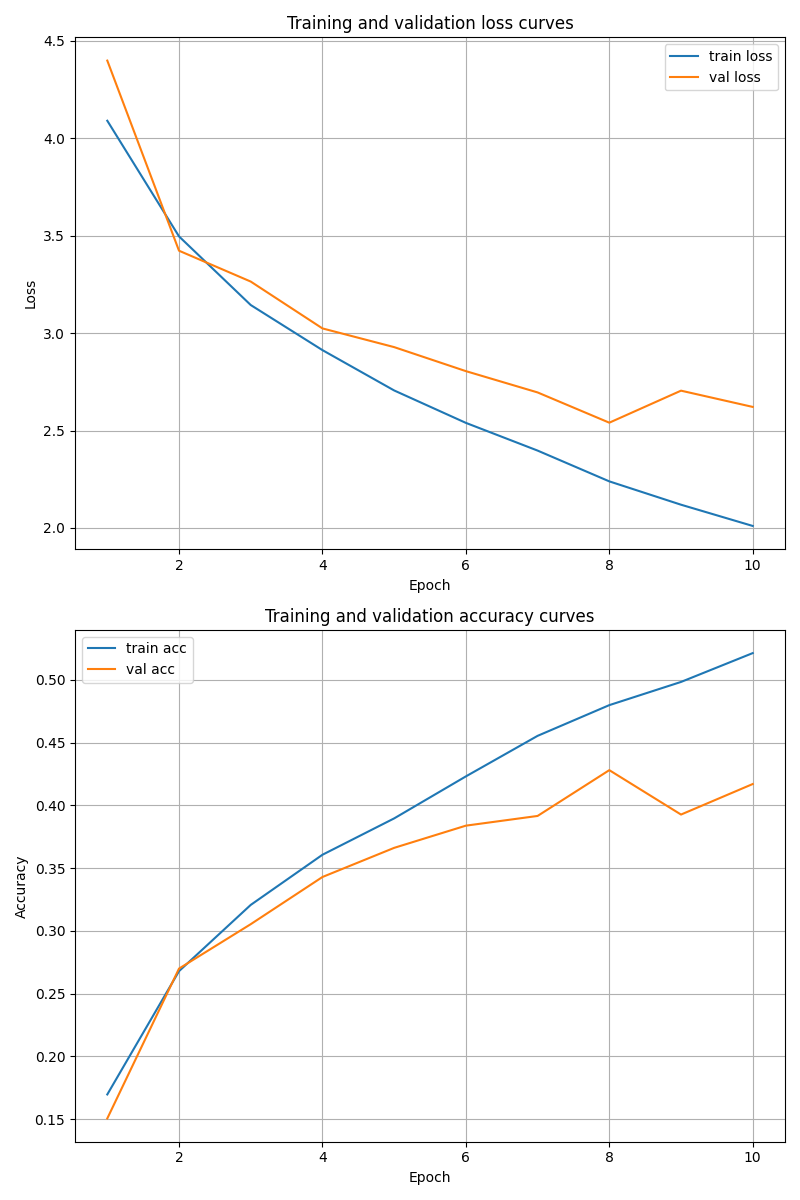 Training and validation loss curves
4.5
4.0
3.5
3.0
2.5
2.0
Loss
train loss
val loss
2 4 6 8 10
Epoch
Training and validation accuracy curves
train acc
val acc
0.50
0.45
0.40
0.35
0.30
0.25
0.20
0.15
Accuracy
2 4 6 8 10
Epoch